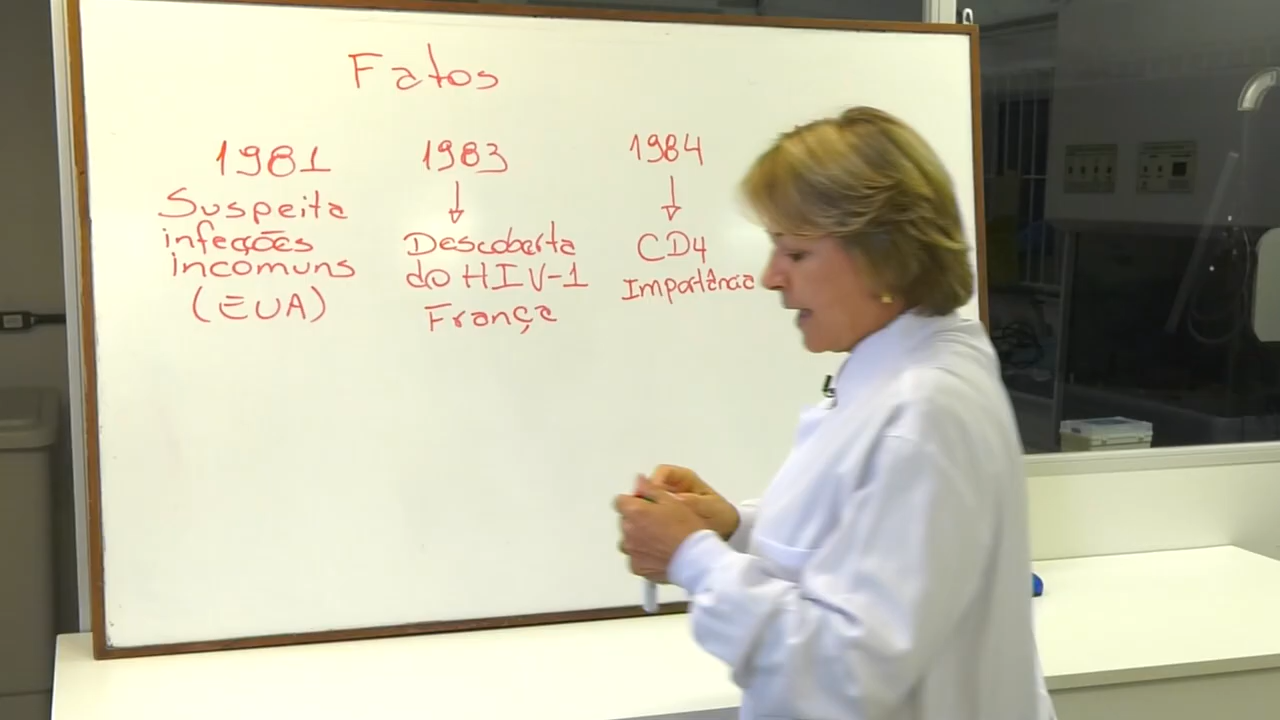 Fatos
1981
Suspeita
infecções
incomuns
(EUA)
1983
Descoberta
do HIV-1
França
1984
CD4
Importância